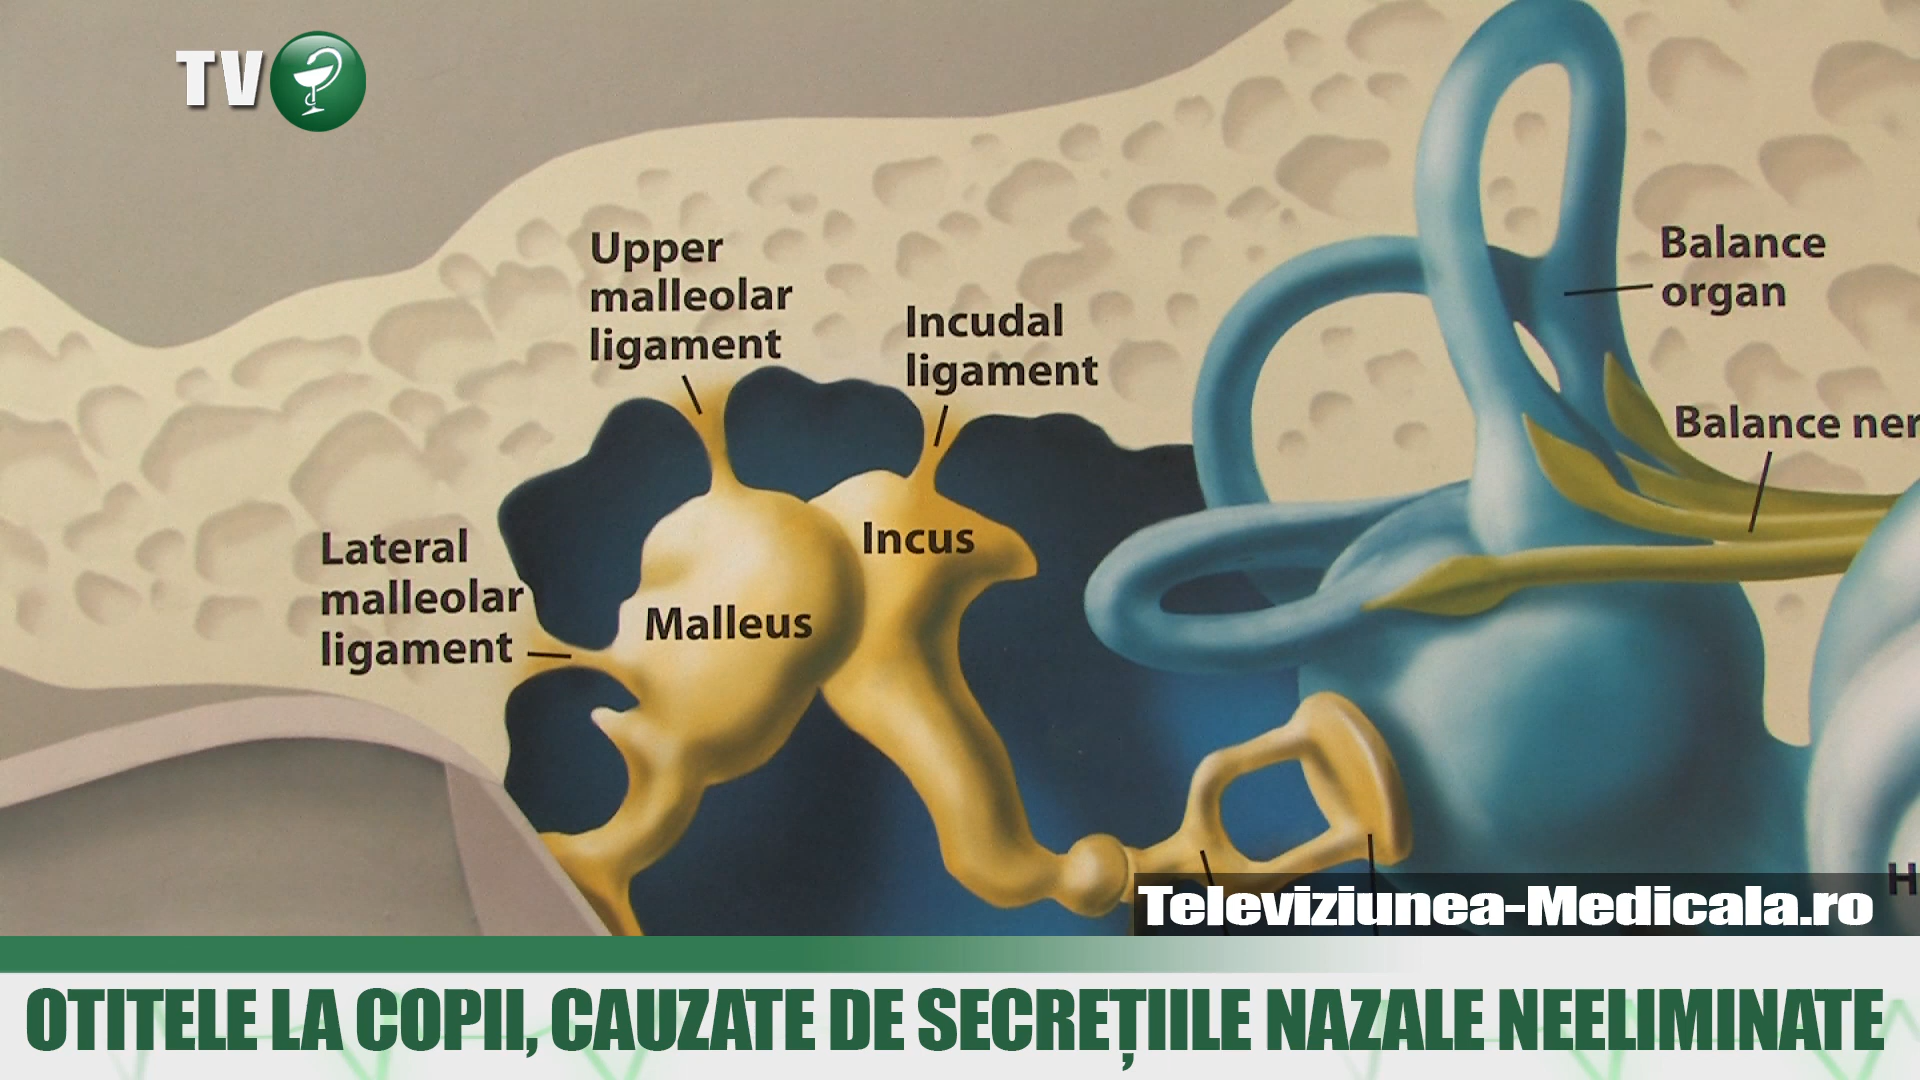 TV
Upper
malleolar
ligament
Incudal
ligament
Balance
organ
Balance ner
Lateral
malleolar
ligament
Incus
Malleus
H
Televiziunea-Medicala.ro
OTITELE LA COPII, CAUZATE DE SECREȚIILE NAZALE NEELIMINATE